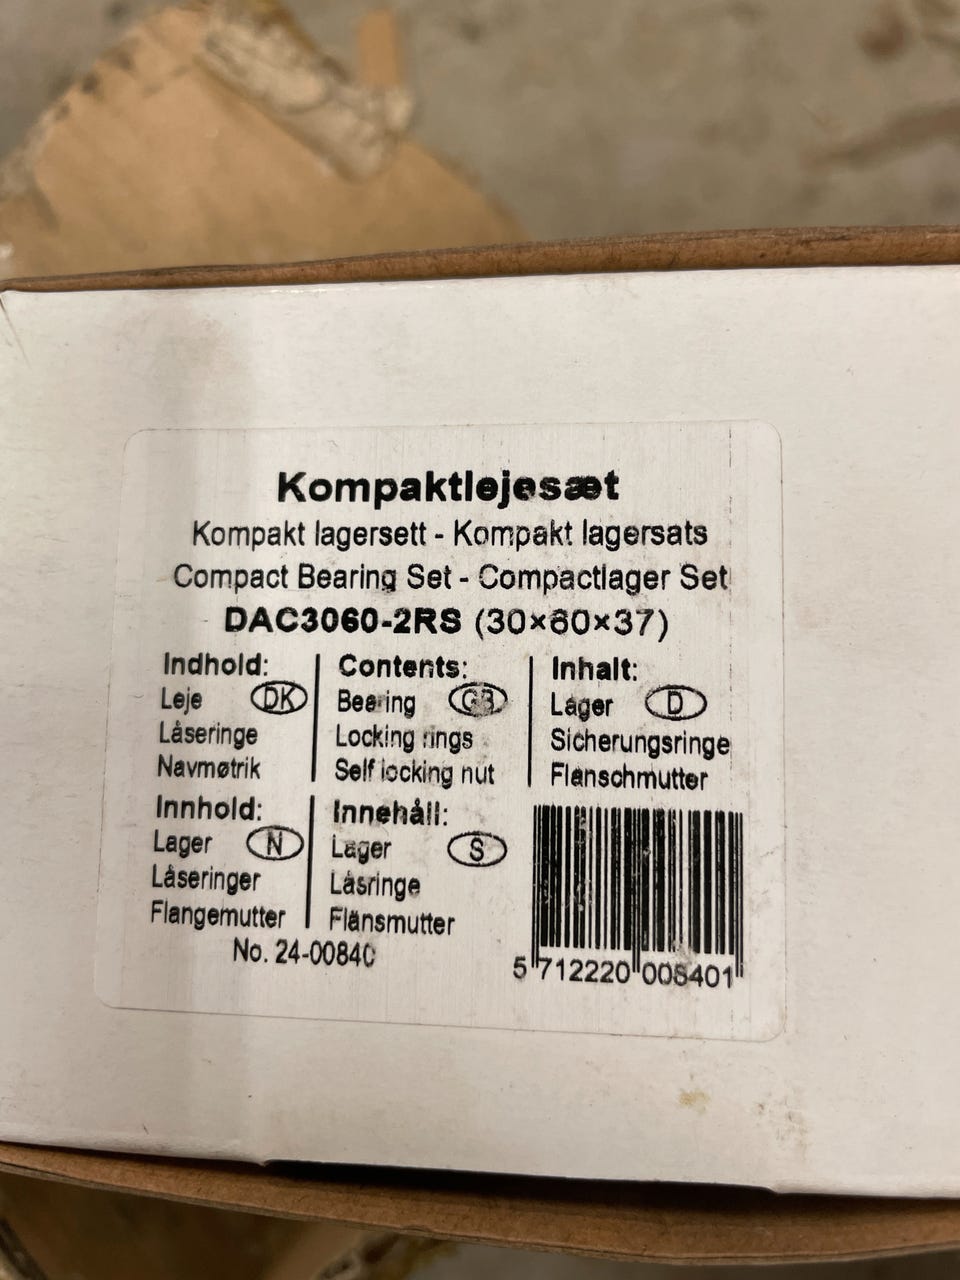 Kompaktlejesæt
Kompakt lagersett - Kompakt lagersats
Compact Bearing Set - Compactlager Set
DAC3060-2RS (30×60×37)
Indhold:
Leje DK
Låseringe
Navmøtrik
Contents:
Bearing GB
Locking rings
Self locking nut
Inhalt:
Lager D
Sicherungsringe
Flanschmutter
Innhold:
Lager N
Låseringer
Flangemutter
Innehåll:
Lager S
Låsringe
Flänsmutter
No. 24-00840
5 712220 008401